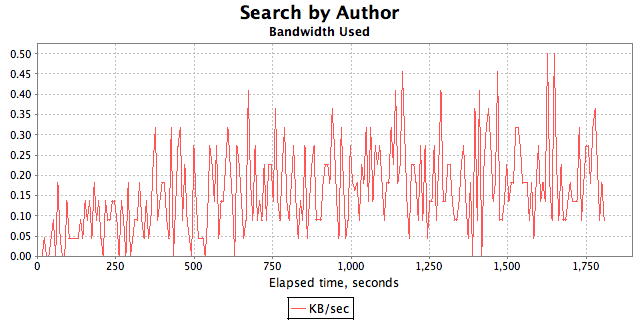 Search by Author
Bandwidth Used
0.50
0.45
0.40
0.35
0.30
0.25
0.20
0.15
0.10
0.05
0.00
0 250 500 750 1,000 1,250 1,500 1,750
Elapsed time, seconds
KB/sec